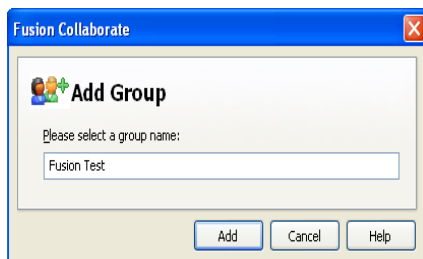 Fusion Collaborate
Add Group
Please select a group name:
Fusion Test
Add Cancel Help